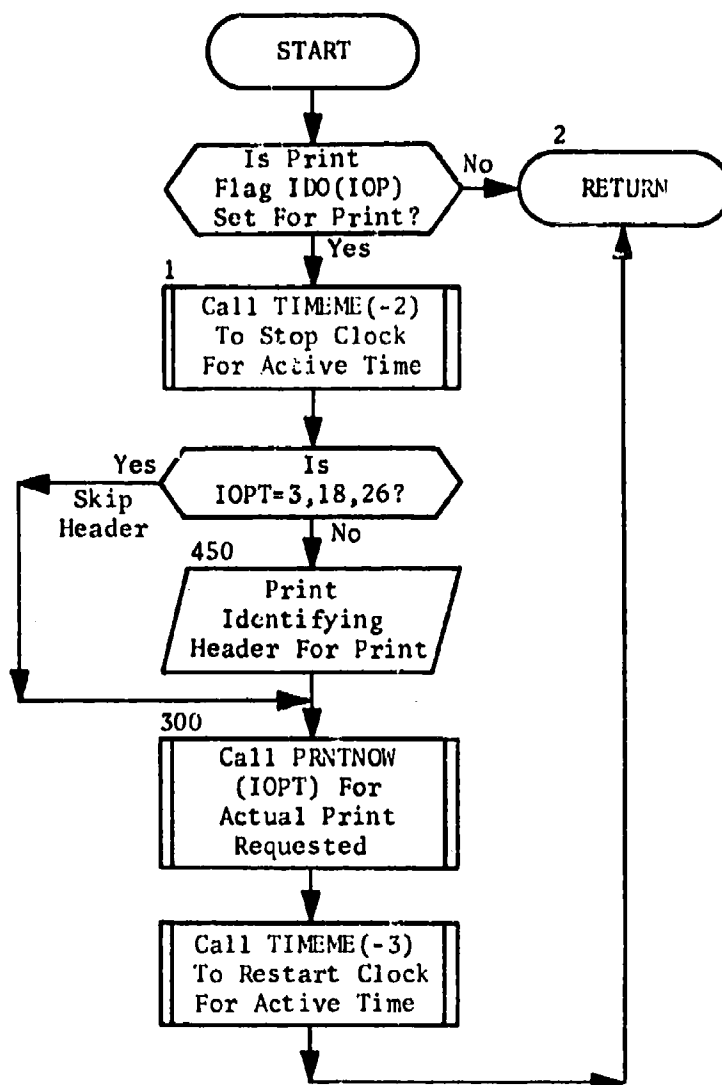 START
Is Print
Flag IDO(IOP)
Set For Print?
No
2
RETURN
Yes
1
Call TIMEME(-2)
To Stop Clock
For Active Time
Yes
Skip
Header
Is
IOPT=3,18,26?
No
450
Print
Identifying
Header For Print
300
Call PRNTNOW
(IOPT) For
Actual Print
Requested
Call TIMEME(-3)
To Restart Clock
For Active Time